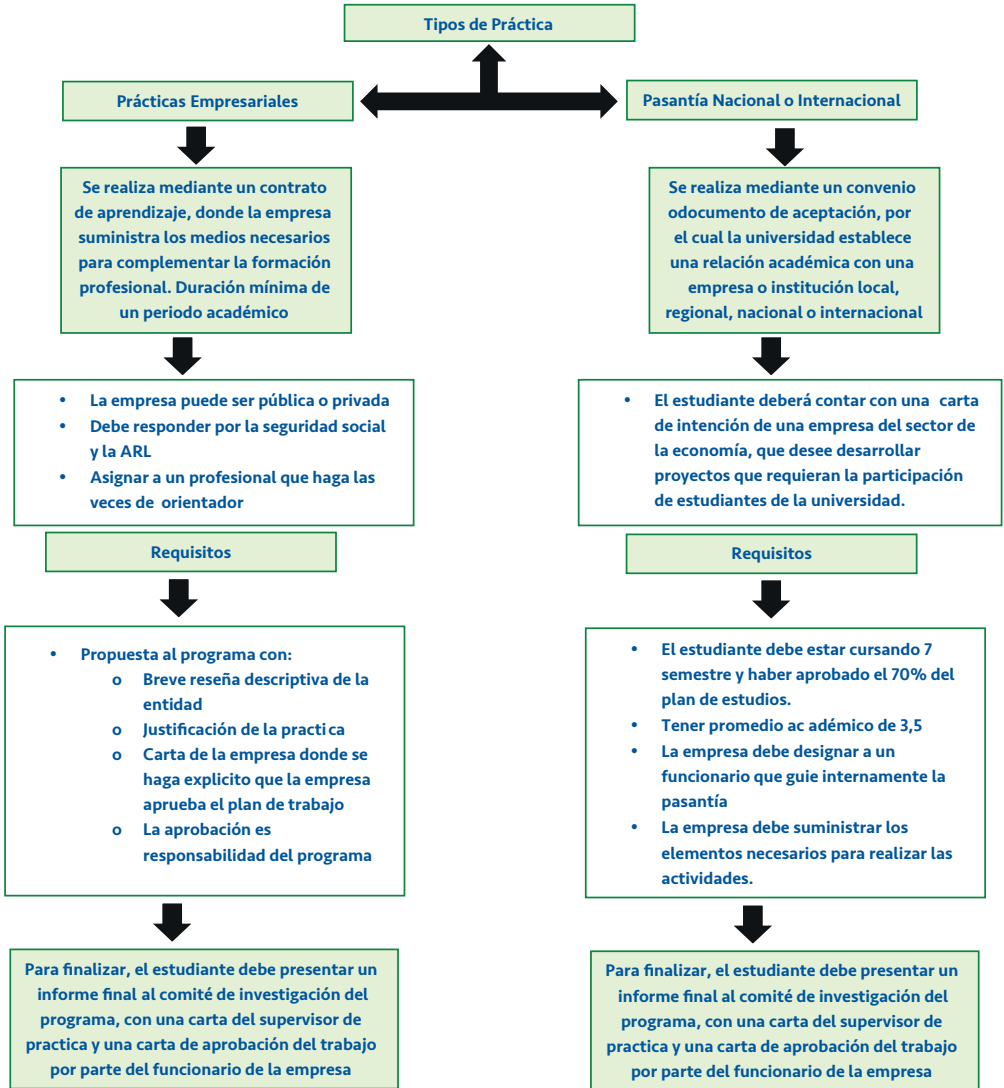 Tipos de Práctica
Prácticas Empresariales
Se realiza mediante un contrato
de aprendizaje, donde la empresa
suministra los medios necesarios
para complementar la formación
profesional. Duración mínima de
un periodo académico
• La empresa puede ser pública o privada
• Debe responder por la seguridad social
y la ARL
• Asignar a un profesional que haga las
veces de orientador
Requisitos
• Propuesta al programa con:
o Breve reseña descriptiva de la
entidad
o Justificación de la practica
o Carta de la empresa donde se
haga explicito que la empresa
aprueba el plan de trabajo
o La aprobación es
responsabilidad del programa
Para finalizar, el estudiante debe presentar un
informe final al comité de investigación del
programa, con una carta del supervisor de
practica y una carta de aprobación del trabajo
por parte del funcionario de la empresa
Pasantía Nacional o Internacional
Se realiza mediante un convenio
odocumento de aceptación, por
el cual la universidad establece
una relación académica con una
empresa o institución local,
regional, nacional o internacional
• El estudiante deberá contar con una carta
de intención de una empresa del sector de
la economía, que desee desarrollar
proyectos que requieran la participación
de estudiantes de la universidad.
Requisitos
• El estudiante debe estar cursando 7
semestre y haber aprobado el 70% del
plan de estudios.
• Tener promedio ac adémico de 3,5
• La empresa debe designar a un
funcionario que guie internamente la
pasantía
• La empresa debe suministrar los
elementos necesarios para realizar las
actividades.
Para finalizar, el estudiante debe presentar un
informe final al comité de investigación del
programa, con una carta del supervisor de
practica y una carta de aprobación del trabajo
por parte del funcionario de la empresa